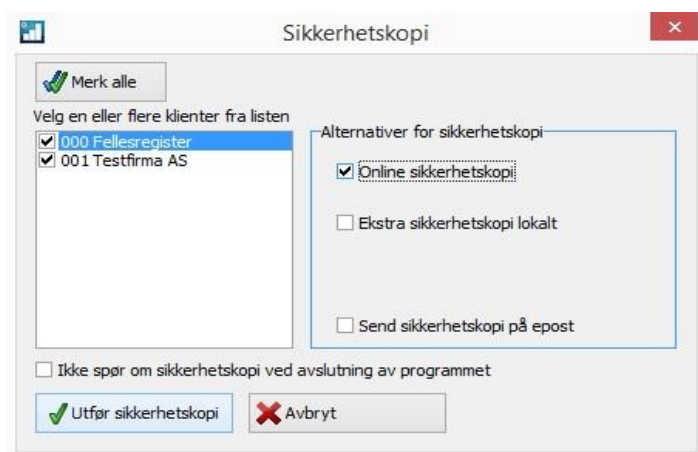 Sikkerhetskopi
Merk alle
Velg en eller flere klienter fra listen
000 Fellesregister
001 Testfirma AS
Alternativer for sikkerhetskopi
Online sikkerhetskopi
Ekstra sikkerhetskopi lokalt
Send sikkerhetskopi på epost
Ikke spør om sikkerhetskopi ved avslutning av programmet
Utfør sikkerhetskopi
Avbryt